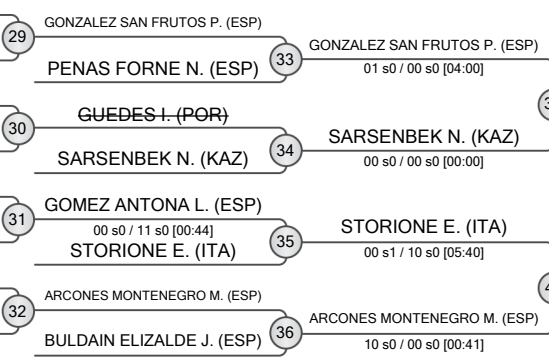 29
GONZALEZ SAN FRUTOS P. (ESP)
PENAS FORNE N. (ESP)
33
GONZALEZ SAN FRUTOS P. (ESP)
01 s0 / 00 s0 [04:00]
30
GUEDES I. (POR)
SARSENBEK N. (KAZ)
34
SARSENBEK N. (KAZ)
00 s0 / 00 s0 [00:00]
31
GOMEZ ANTONA L. (ESP)
00 s0 / 11 s0 [00:44]
STORIONE E. (ITA)
35
STORIONE E. (ITA)
00 s1 / 10 s0 [05:40]
32
ARCONES MONTENEGRO M. (ESP)
BULDAIN ELIZALDE J. (ESP)
36
ARCONES MONTENEGRO M. (ESP)
10 s0 / 00 s0 [00:41]